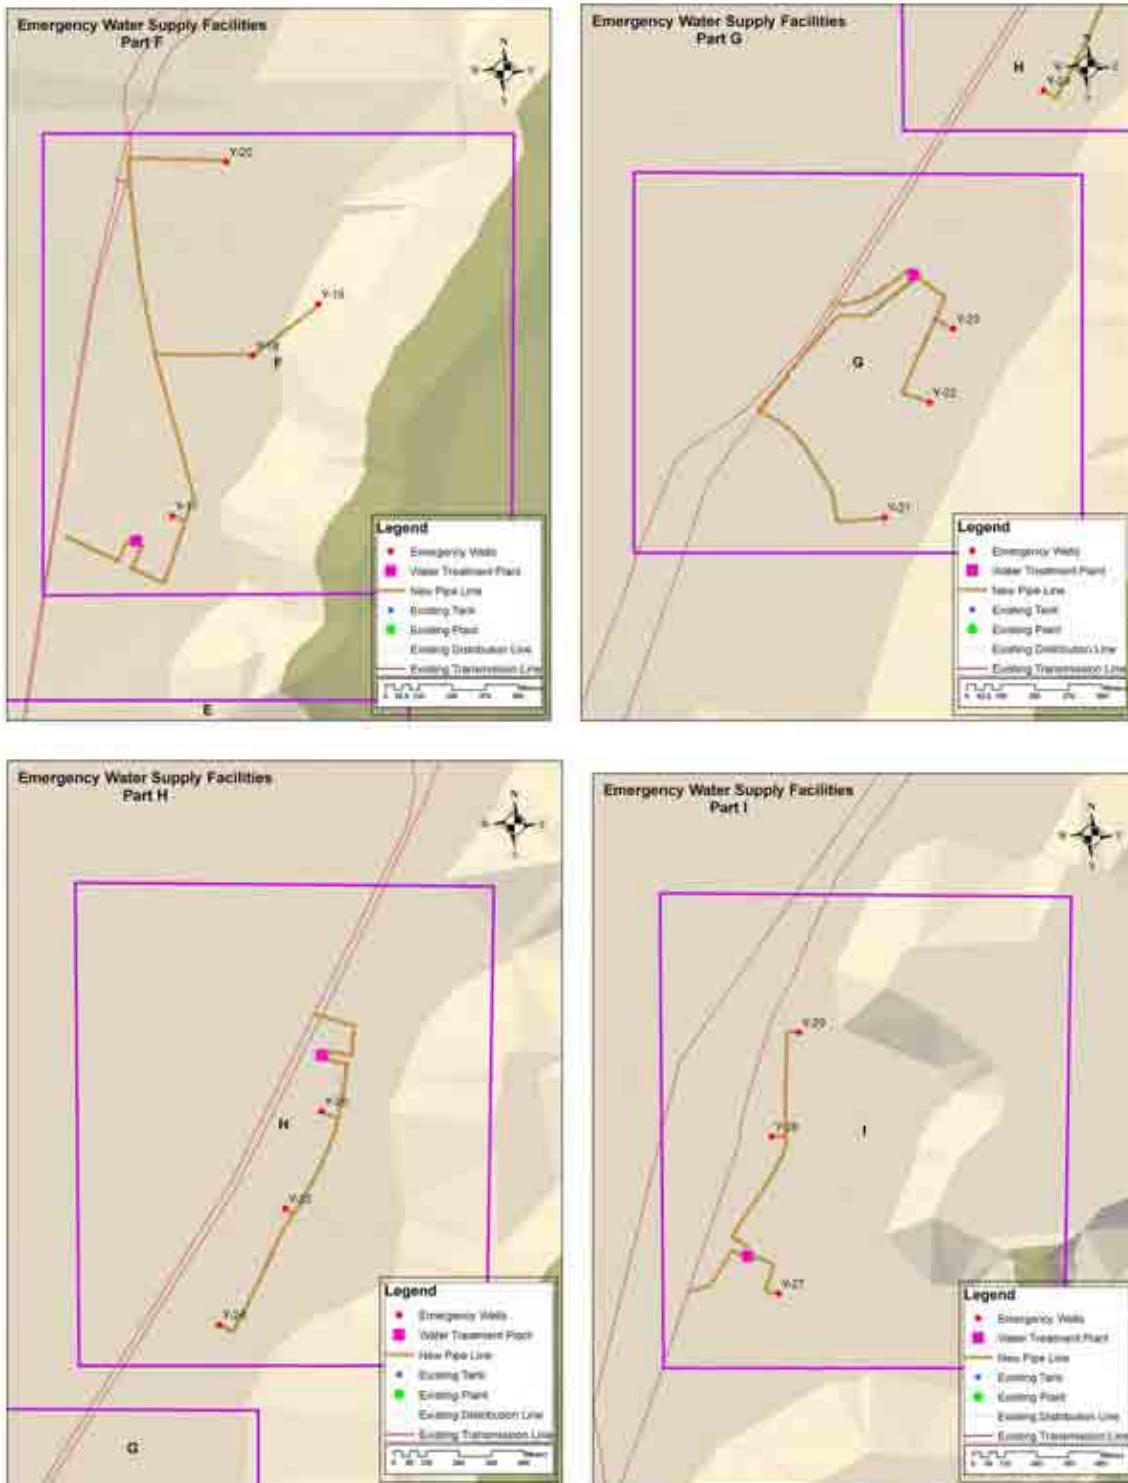 Emergency Water Supply Facilities
Part F
N
Y-20
Y-19
F
Legend
Emergency Wells
Water Treatment Plant
New Pipe Line
Existing Tank
Existing Plant
Existing Distribution Line
Existing Transmission Line
E
Emergency Water Supply Facilities
Part G
H
N
Y-23
G
Y-22
Y-21
Legend
Emergency Wells
Water Treatment Plant
New Pipe Line
Existing Tank
Existing Plant
Existing Distribution Line
Existing Transmission Line
Emergency Water Supply Facilities
Part H
N
H
Y-24
Legend
Emergency Wells
Water Treatment Plant
New Pipe Line
Existing Tank
Existing Plant
Existing Distribution Line
Existing Transmission Line
G
Emergency Water Supply Facilities
Part I
N
Y-29
Y-28
I
Y-27
Legend
Emergency Wells
Water Treatment Plant
New Pipe Line
Existing Tank
Existing Plant
Existing Distribution Line
Existing Transmission Line